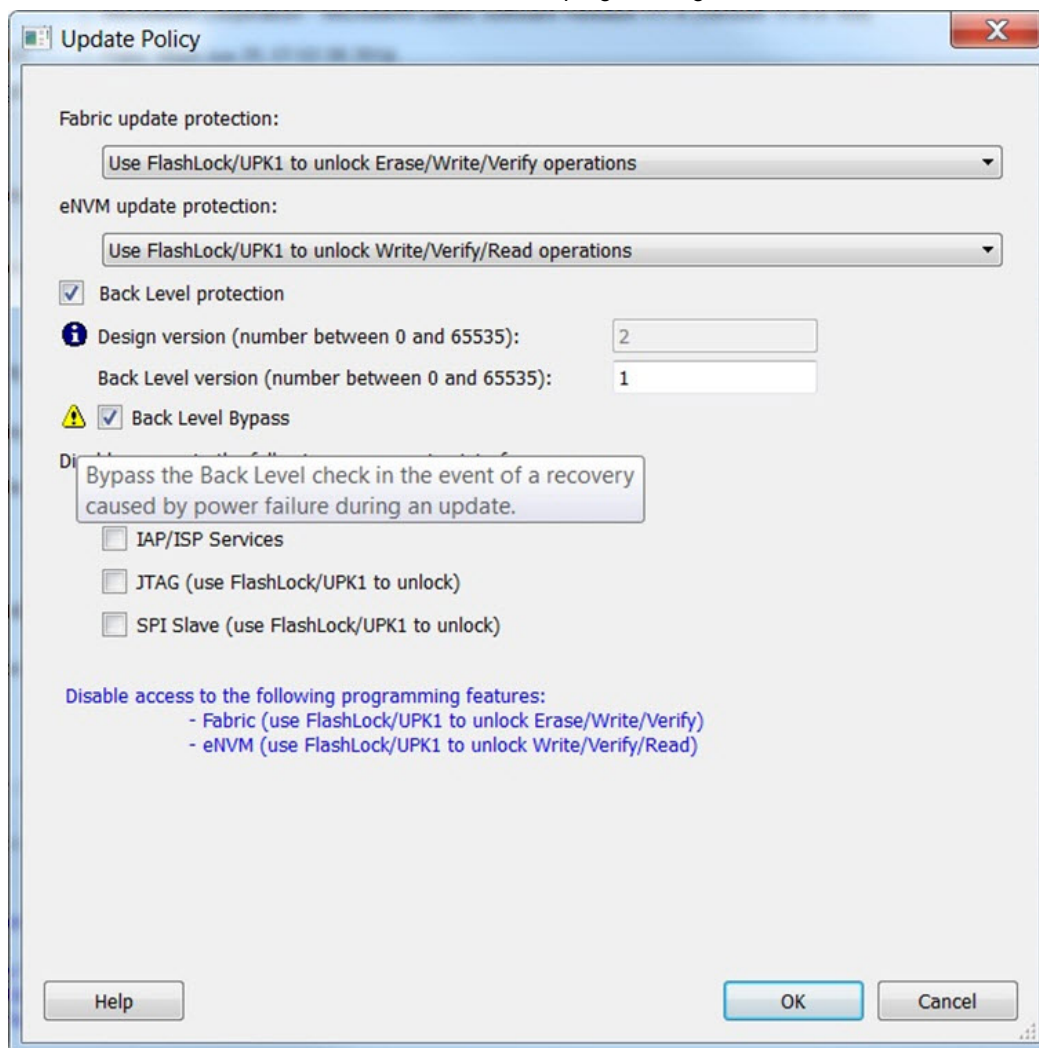 Update Policy
X
Fabric update protection:
Use FlashLock/UPK1 to unlock Erase/Write/Verify operations
eNVM update protection:
Use FlashLock/UPK1 to unlock Write/Verify/Read operations
Back Level protection
Design version (number between 0 and 65535): 2
Back Level version (number between 0 and 65535): 1
Back Level Bypass
Bypass the Back Level check in the event of a recovery
caused by power failure during an update.
IAP/ISP Services
JTAG (use FlashLock/UPK1 to unlock)
SPI Slave (use FlashLock/UPK1 to unlock)
Disable access to the following programming features:
- Fabric (use FlashLock/UPK1 to unlock Erase/Write/Verify)
- eNVM (use FlashLock/UPK1 to unlock Write/Verify/Read)
Help OK Cancel